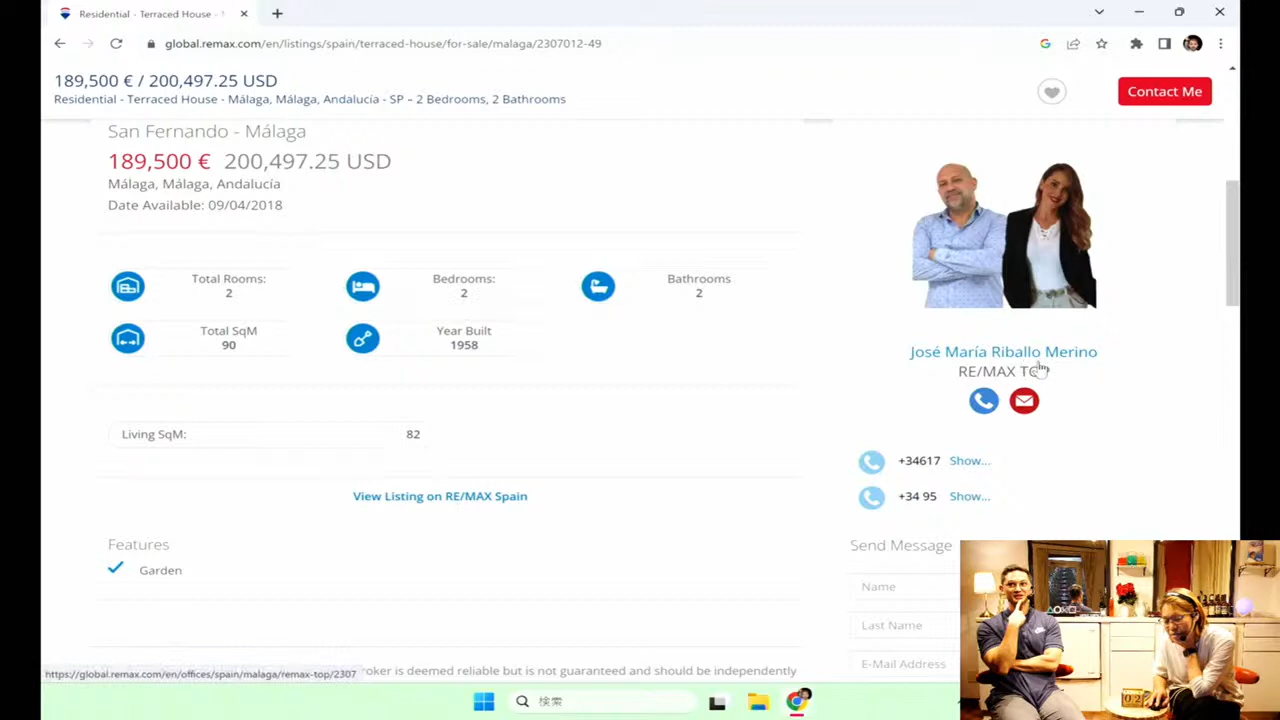 Residential - Terraced House -
global.remax.com/en/listings/spain/terraced-house/for-sale/malaga/2307012-49
189,500 € / 200,497.25 USD
Residential - Terraced House - Málaga, Málaga, Andalucía - SP – 2 Bedrooms, 2 Bathrooms
Contact Me
San Fernando - Málaga
189,500 € 200,497.25 USD
Málaga, Málaga, Andalucía
Date Available: 09/04/2018
Total Rooms:
2
Bedrooms:
2
Bathrooms
2
Total SqM
90
Year Built
1958
Living SqM:
82
View Listing on RE/MAX Spain
Features
Garden
José María Riballo Merino
RE/MAX TOP
+34617 Show...
+34 95 Show...
Send Message
Name
Last Name
E-Mail Address
https://global.remax.com/en/offices/spain/malaga/remax-top/2307
roker is deemed reliable but is not guaranteed and should be independently
検索